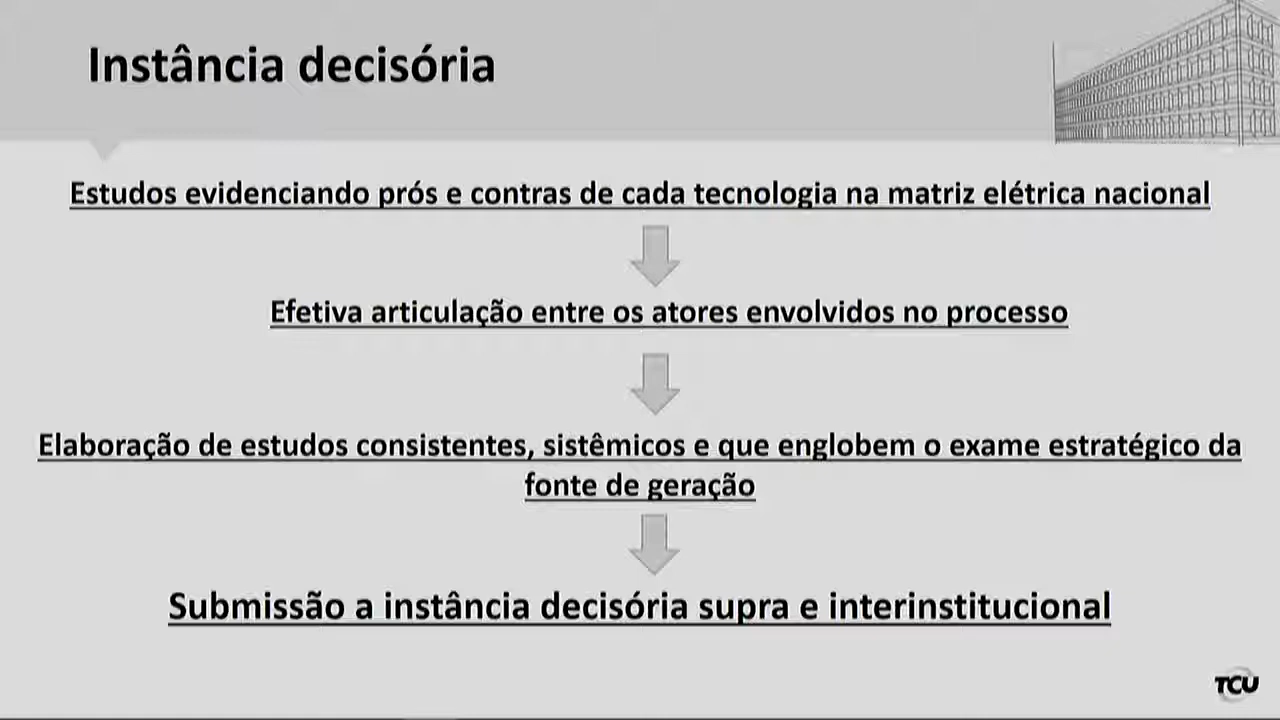 Instância decisória
Estudos evidenciando prós e contras de cada tecnologia na matriz elétrica nacional
Efetiva articulação entre os atores envolvidos no processo
Elaboração de estudos consistentes, sistêmicos e que englobem o exame estratégico da
fonte de geração
Submissão a instância decisória supra e interinstitucional
TCU